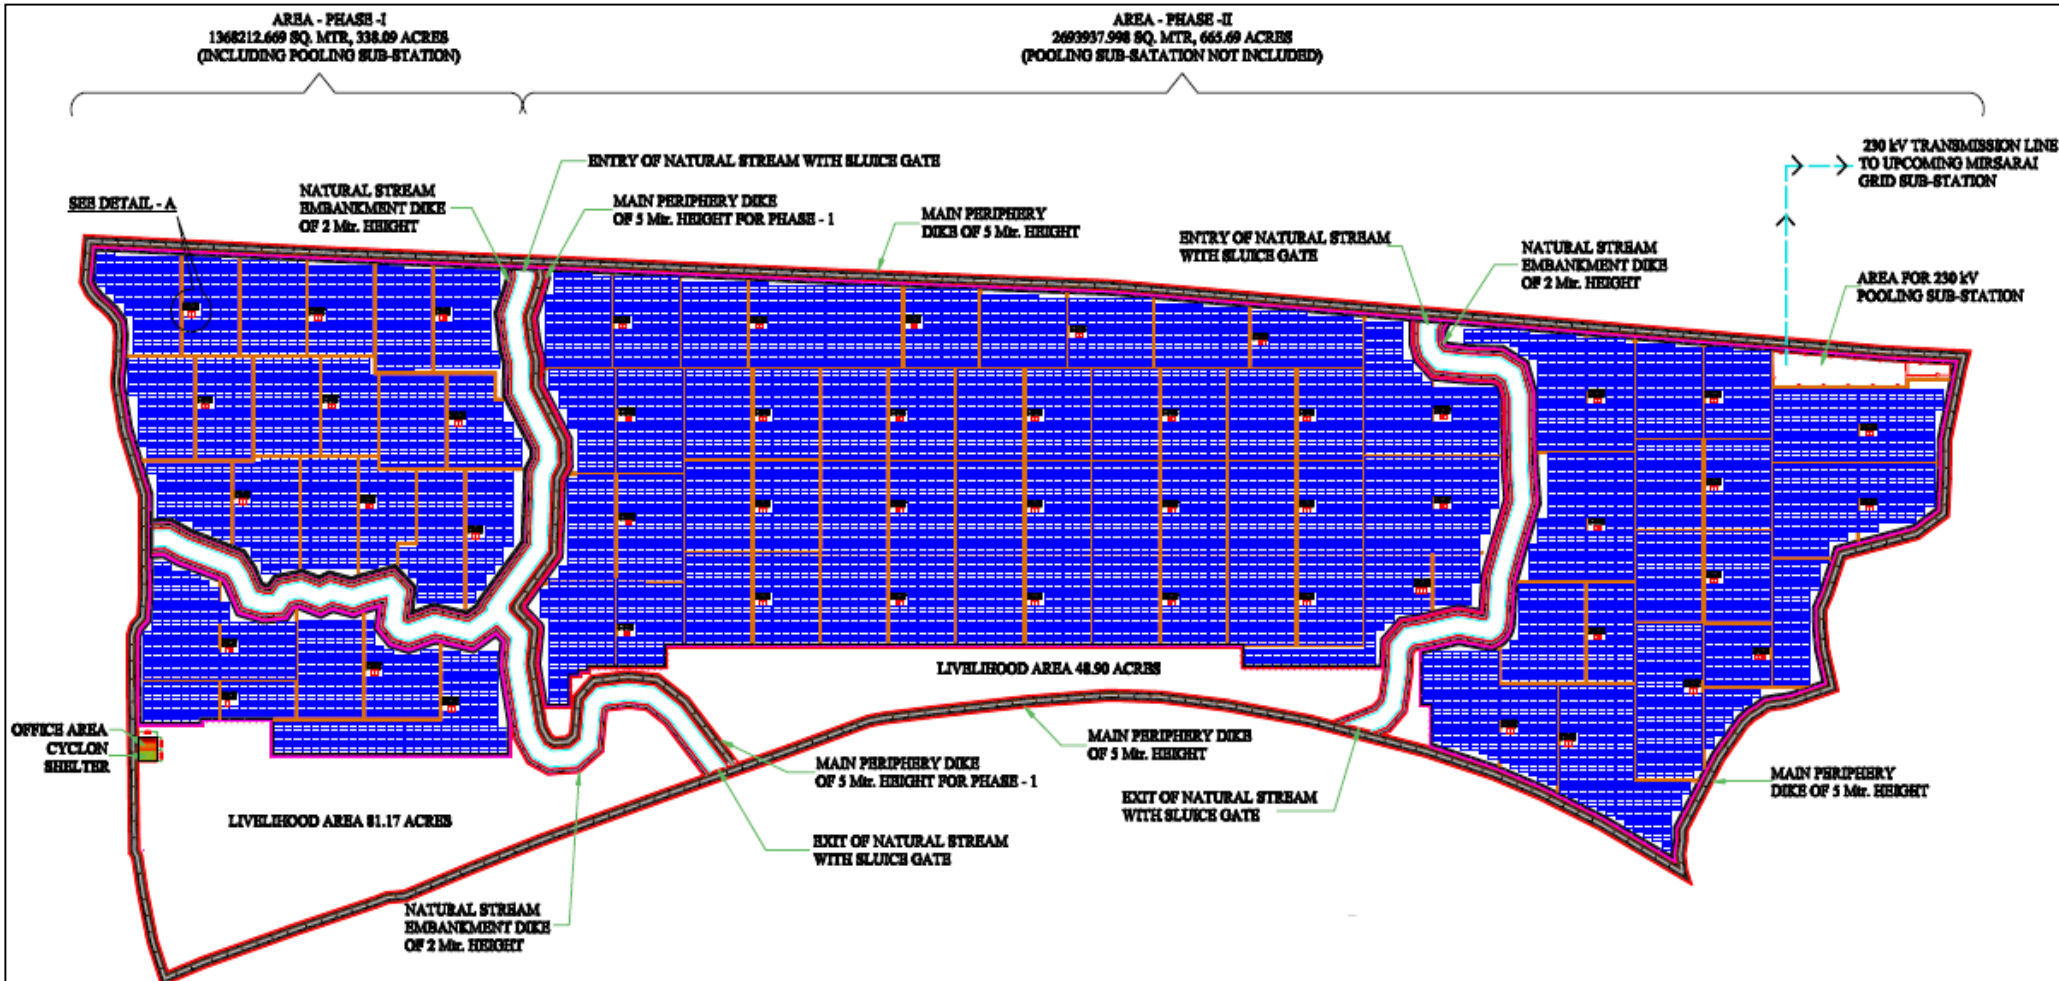 AREA - PHASE -I
1368212.669 SQ. MTR, 338.09 ACRES
(INCLUDING POOLING SUB-STATION)
AREA - PHASE -II
2693937.998 SQ. MTR, 665.69 ACRES
(POOLING SUB-SATATION NOT INCLUDED)
230 kV TRANSMISSION LINE
TO UPCOMING MIRSARAI
GRID SUB-STATION
ENTRY OF NATURAL STREAM WITH SLUICE GATE
SEE DETAIL - A
NATURAL STREAM
EMBANKMENT DIKE
OF 2 Mtr. HEIGHT
MAIN PERIPHERY DIKE
OF 5 Mtr. HEIGHT FOR PHASE - 1
MAIN PERIPHERY
DIKE OF 5 Mtr. HEIGHT
ENTRY OF NATURAL STREAM
WITH SLUICE GATE
NATURAL STREAM
EMBANKMENT DIKE
OF 2 Mtr. HEIGHT
AREA FOR 230 kV
POOLING SUB-STATION
LIVELIHOOD AREA 48.90 ACRES
OFFICE AREA
CYCLON
SHELTER
MAIN PERIPHERY DIKE
OF 5 Mtr. HEIGHT
MAIN PERIPHERY DIKE
OF 5 Mtr. HEIGHT FOR PHASE - 1
MAIN PERIPHERY
DIKE OF 5 Mtr. HEIGHT
EXIT OF NATURAL STREAM
WITH SLUICE GATE
LIVELIHOOD AREA 81.17 ACRES
EXIT OF NATURAL STREAM
WITH SLUICE GATE
NATURAL STREAM
EMBANKMENT DIKE
OF 2 Mtr. HEIGHT